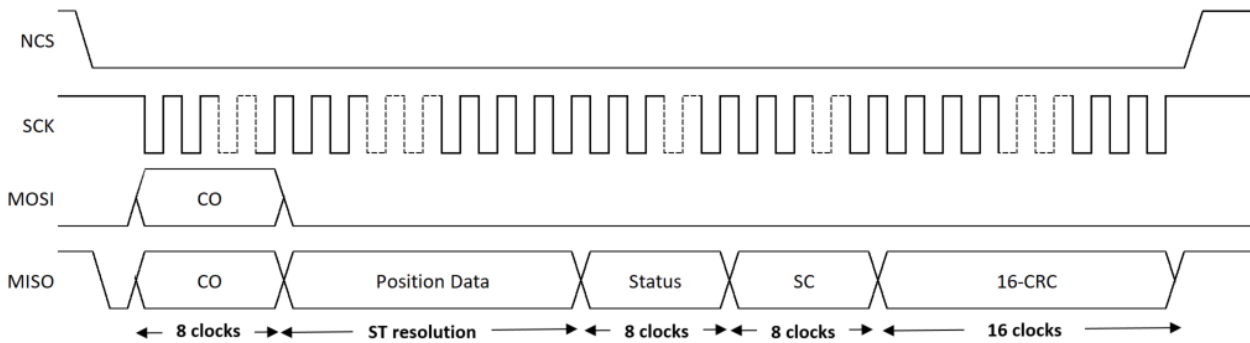 NCS
SCK
MOSI CO
MISO CO Position Data Status SC 16-CRC
8 clocks ST resolution 8 clocks 8 clocks 16 clocks